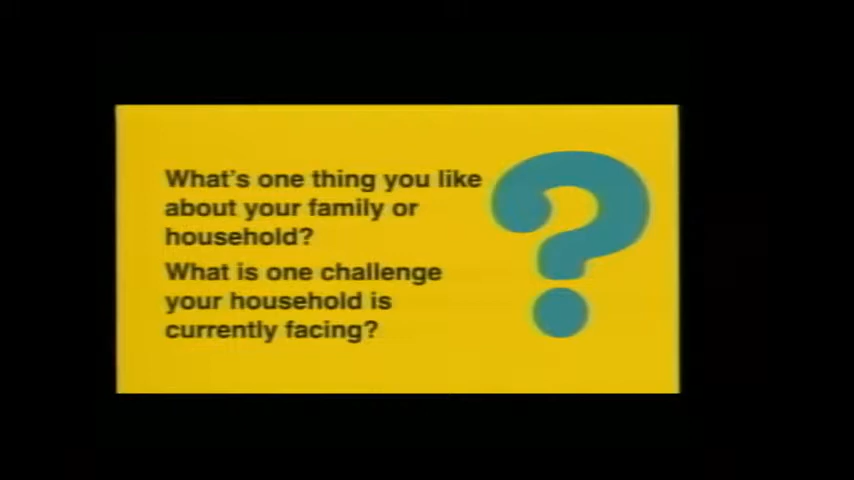 What's one thing you like
about your family or
household?
What is one challenge
your household is
currently facing?
?